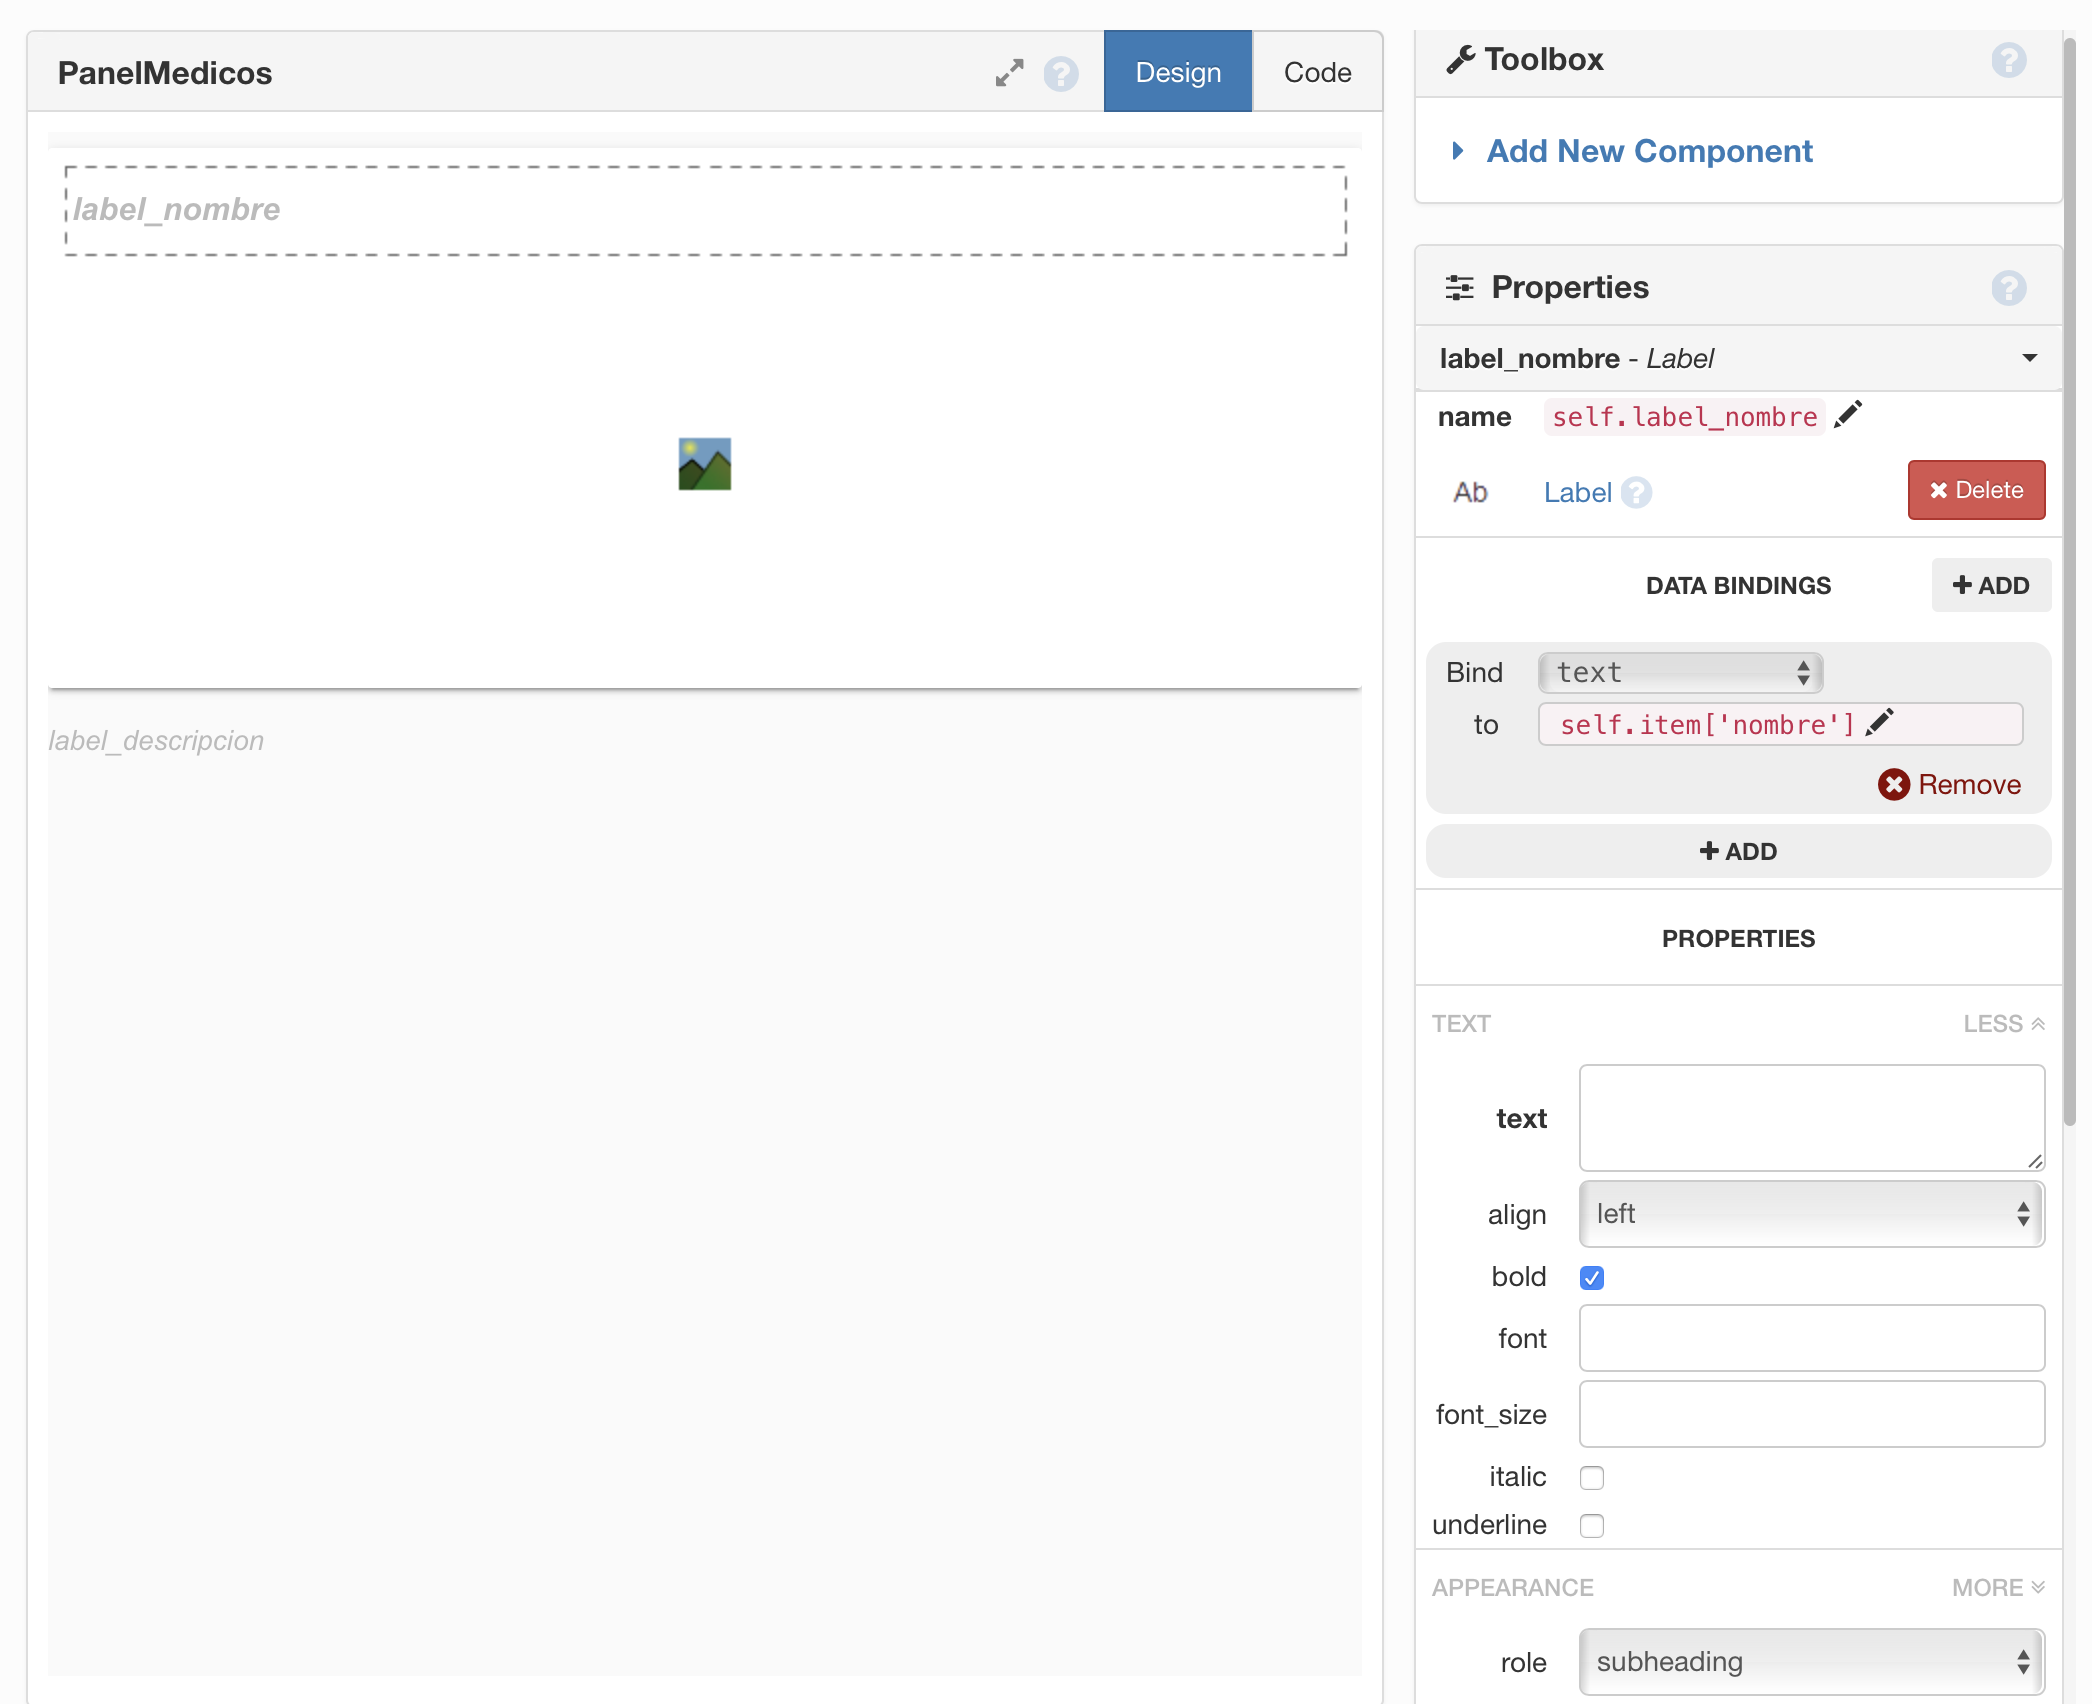 PanelMedicos
Design
Code
label_nombre
label_descripcion
Toolbox
Add New Component
Properties
label_nombre - Label
name self.label_nombre
Ab Label
Delete
DATA BINDINGS
ADD
Bind text
to self.item['nombre']
Remove
ADD
PROPERTIES
TEXT LESS
text
align left
bold
font
font_size
italic
underline
APPEARANCE MORE
role subheading